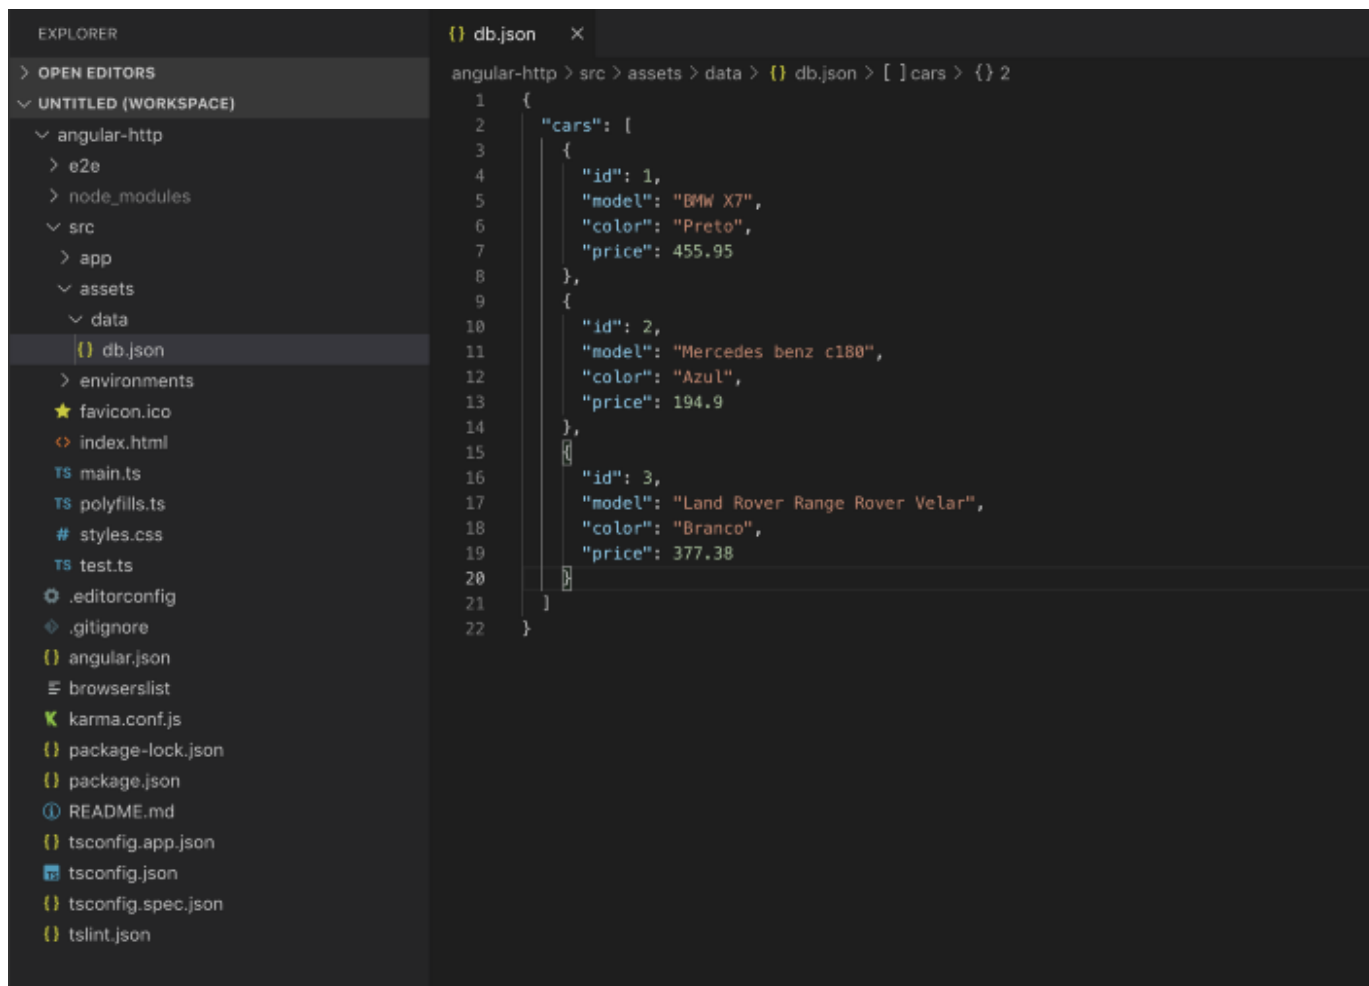 EXPLORER
OPEN EDITORS
UNTITLED (WORKSPACE)
angular-http
e2e
node_modules
src
app
assets
data
{} db.json
environments
favicon.ico
<> index.html
TS main.ts
TS polyfills.ts
# styles.css
TS test.ts
.editorconfig
.gitignore
{} angular.json
browserslist
K karma.conf.js
{} package-lock.json
{} package.json
README.md
{} tsconfig.app.json
TS tsconfig.json
{} tsconfig.spec.json
{} tslint.json
{} db.json ×
angular-http > src > assets > data > {} db.json > [ ] cars > {} 2
1 {
2 "cars": [
3 {
4 "id": 1,
5 "model": "BMW X7",
6 "color": "Preto",
7 "price": 455.95
8 },
9 {
10 "id": 2,
11 "model": "Mercedes benz c180",
12 "color": "Azul",
13 "price": 194.9
14 },
15 {
16 "id": 3,
17 "model": "Land Rover Range Rover Velar",
18 "color": "Branco",
19 "price": 377.38
20 }
21 ]
22 }